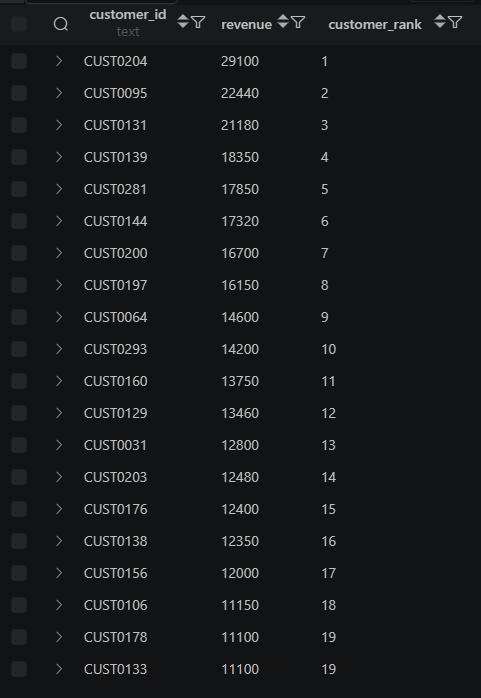 customer_id revenue customer_rank
text
CUST0204 29100 1
CUST0095 22440 2
CUST0131 21180 3
CUST0139 18350 4
CUST0281 17850 5
CUST0144 17320 6
CUST0200 16700 7
CUST0197 16150 8
CUST0064 14600 9
CUST0293 14200 10
CUST0160 13750 11
CUST0129 13460 12
CUST0031 12800 13
CUST0203 12480 14
CUST0176 12400 15
CUST0138 12350 16
CUST0156 12000 17
CUST0106 11150 18
CUST0178 11100 19
CUST0133 11100 19